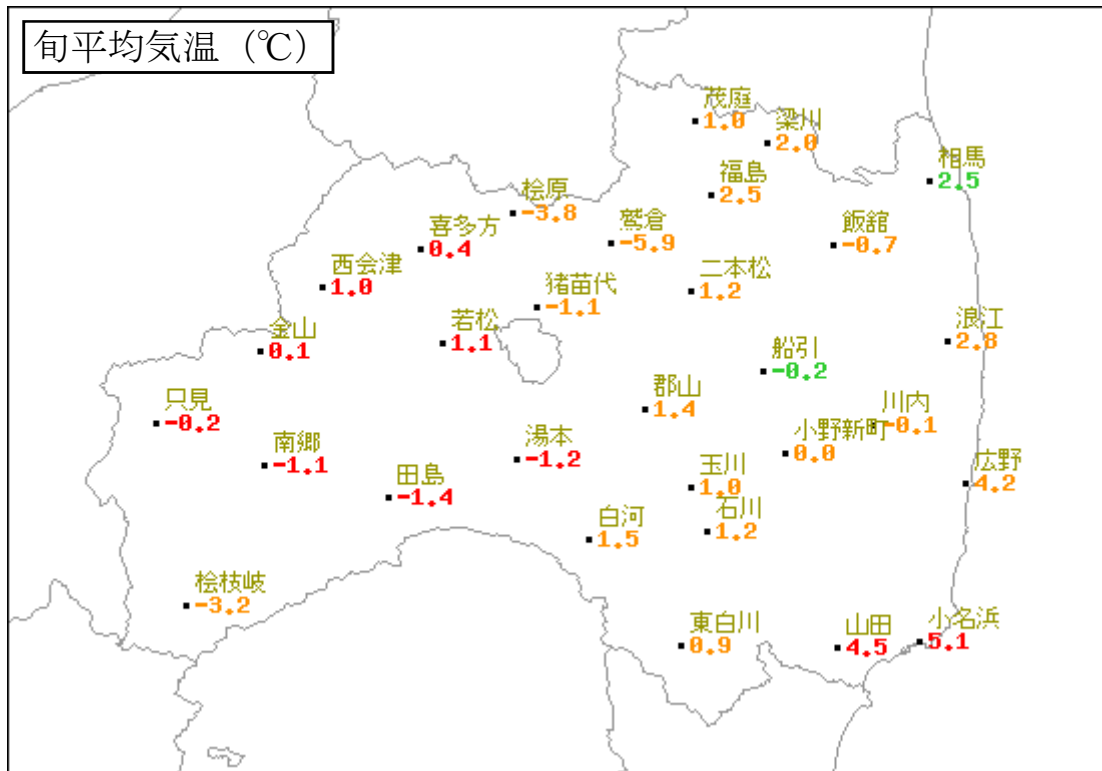 旬平均気温（℃）
茂庭
1.0
梁川
2.0
相馬
2.5
福島
2.5
桧原
-3.8
鷲倉
-5.9
喜多方
0.4
飯舘
-0.7
西会津
1.0
猪苗代
-1.1
二本松
1.2
金山
0.1
若松
1.1
浪江
2.8
船引
-0.2
只見
-0.2
郡山
1.4
川内
-0.1
小野新町
0.0
南郷
-1.1
湯本
-1.2
田島
-1.4
玉川
1.0
広野
4.2
石川
1.2
白河
1.5
桧枝岐
-3.2
東白川
0.9
山田
4.5
小名浜
5.1